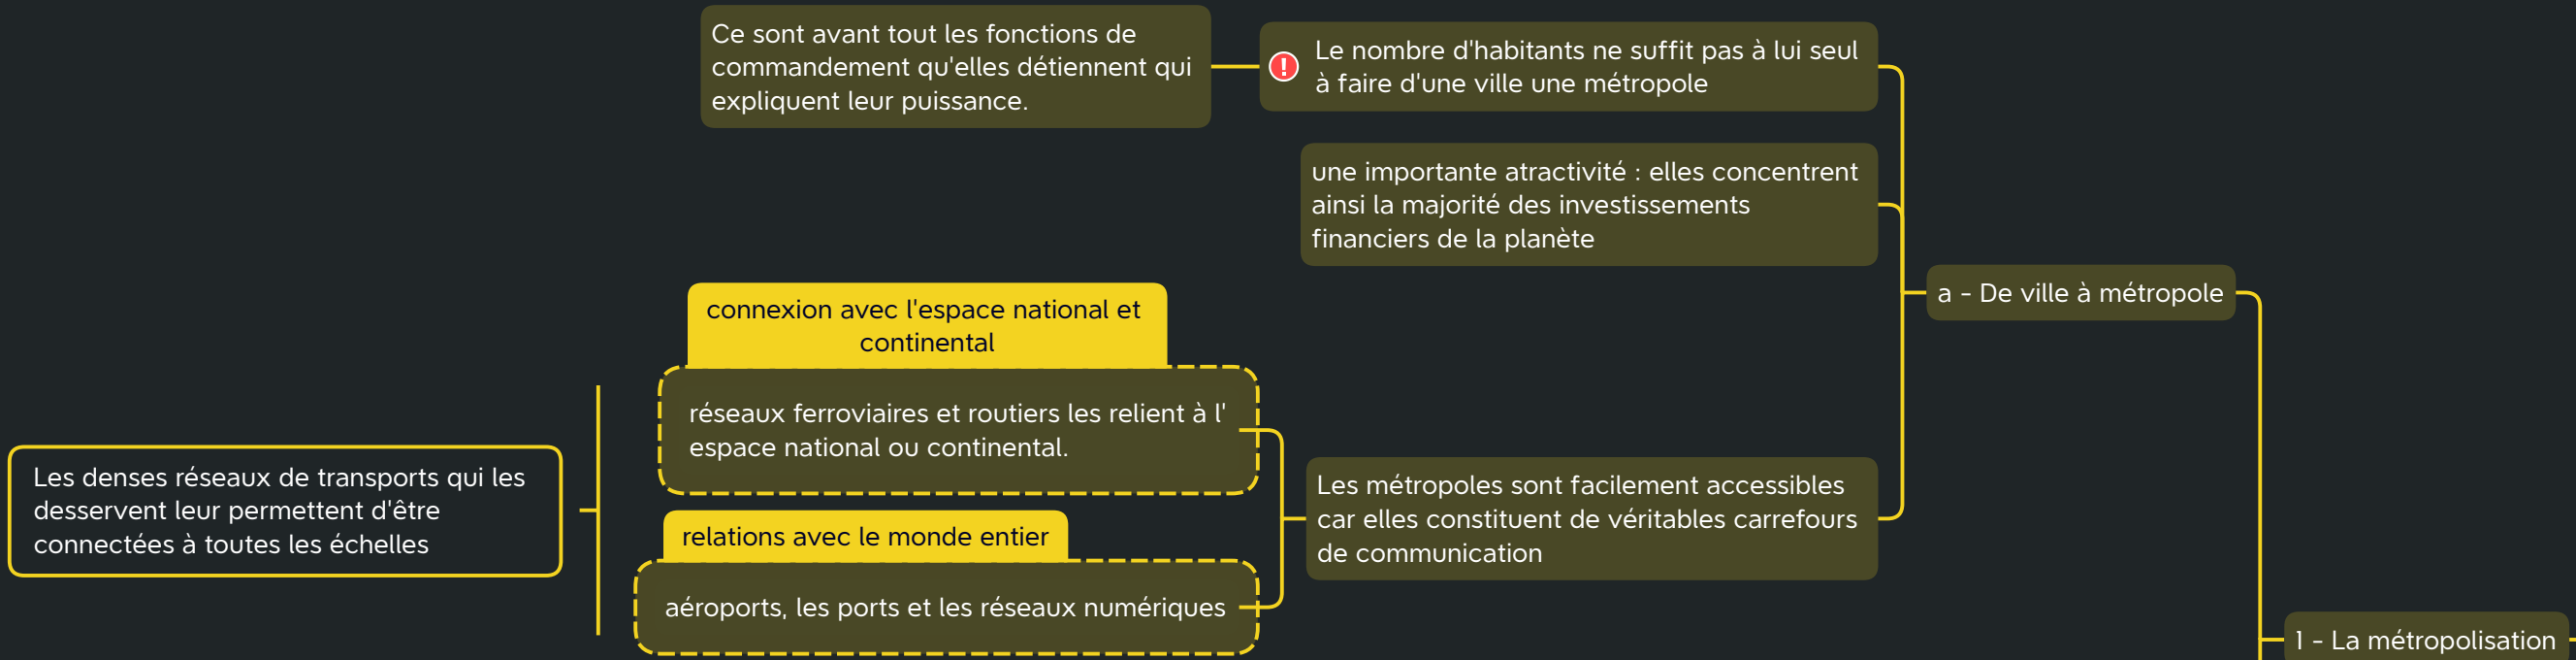 Ce sont avant tout les fonctions de
commandement qu'elles détiennent qui
expliquent leur puissance.
Le nombre d'habitants ne suffit pas à lui seul
à faire d'une ville une métropole
une importante atractivité : elles concentrent
ainsi la majorité des investissements
financiers de la planète
a - De ville à métropole
connexion avec l'espace national et
continental
réseaux ferroviaires et routiers les relient à l'
espace national ou continental.
Les denses réseaux de transports qui les
desservent leur permettent d'être
connectées à toutes les échelles
Les métropoles sont facilement accessibles
car elles constituent de véritables carrefours
de communication
relations avec le monde entier
aéroports, les ports et les réseaux numériques
1 - La métropolisation